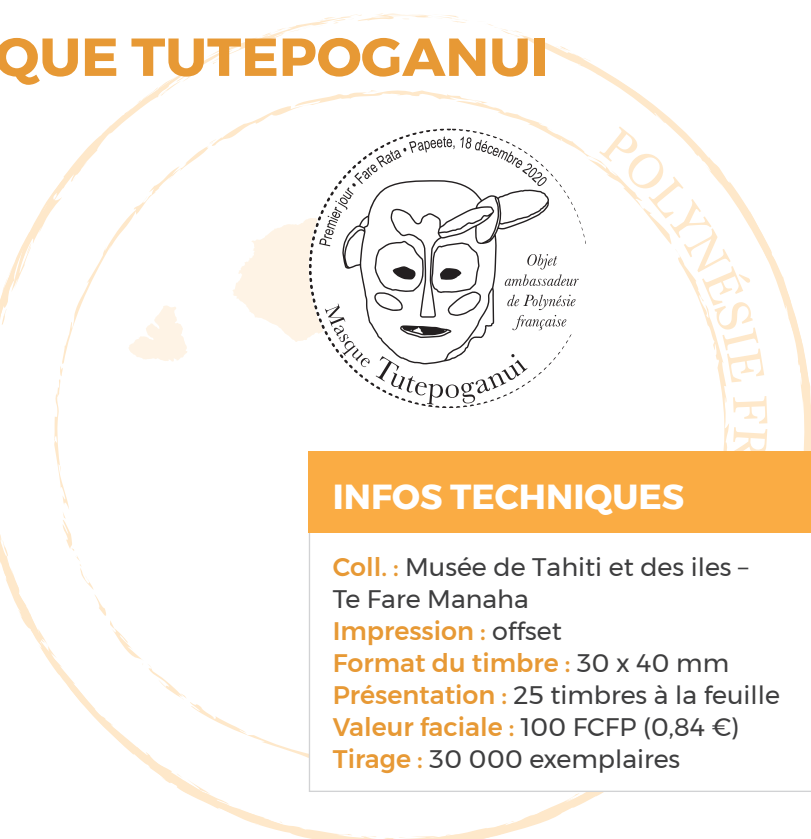 QUE TUTEPOGANUI
POLYNÉSIE FR
Premier jour • Fare Rata • Papeete, 18 décembre 2020
Objet
ambassadeur
de Polynésie
française
Masque Tutepoganui
INFOS TECHNIQUES
Coll. : Musée de Tahiti et des iles –
Te Fare Manaha
Impression : offset
Format du timbre : 30 x 40 mm
Présentation : 25 timbres à la feuille
Valeur faciale : 100 FCFP (0,84 €)
Tirage : 30 000 exemplaires